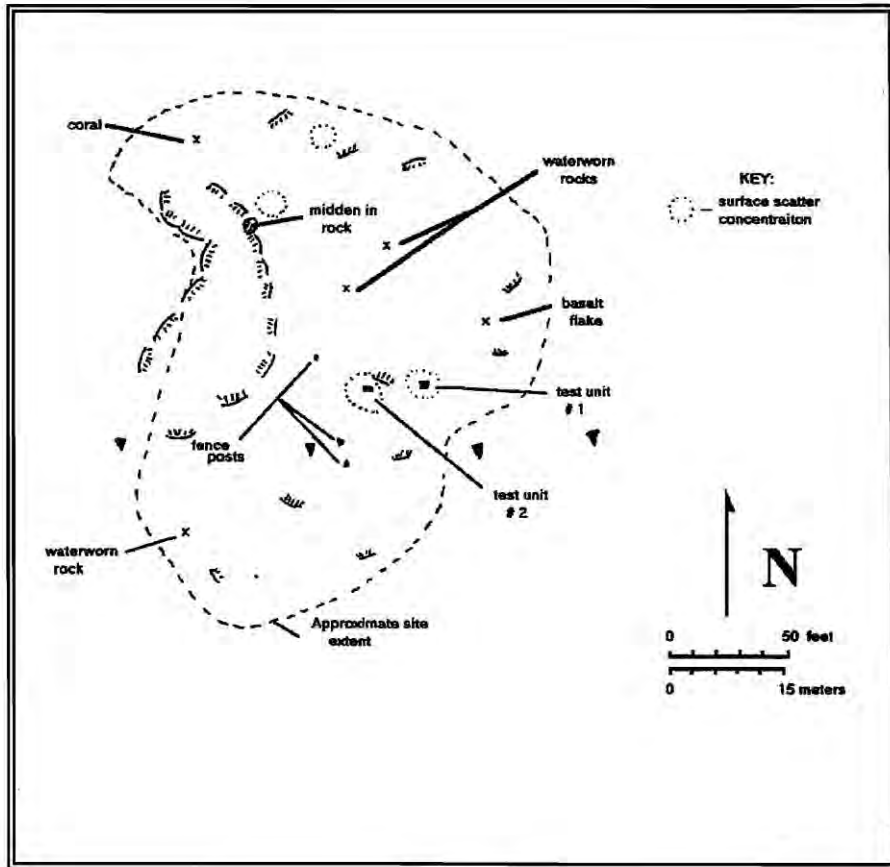 coral
waterworn
rocks
KEY:
surface scatter
concentraiton
midden in
rock
basalt
flake
test unit
# 1
fence
posts
test unit
# 2
waterworn
rock
N
Approximate site
extent
0 50 feet
0 15 meters